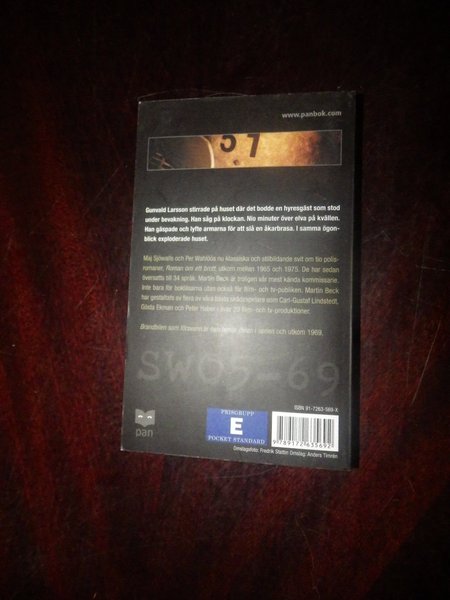 www.panbok.com
57
Gunvald Larsson stirrade på huset där det bodde en hyresgäst som stod
under bevakning. Han såg på klockan. Nio minuter över elva på kvällen.
Han gäspade och lyfte armarna för att slå en åkarbrasa. I samma ögon-
blick exploderade huset.
Maj Sjöwalls och Per Wahlöös nu klassiska och stilbildande svit om tio polis-
romaner, Roman om ett brott, utkom mellan 1965 och 1975. De har sedan
översatts till 34 språk. Martin Beck är troligen vår mest kända kommissarie.
Inte bara för bokläsarna utan också för film- och tv-publiken. Martin Beck
har gestaltats av flera av våra bästa skådespelare som Carl-Gustaf Lindstedt,
Gösta Ekman och Peter Haber i över 20 film- och tv-produktioner.
Brandbilen som försvann är den femte delen i serien och utkom 1969.
SWO5-69
ISBN 91-7263-569-X
PRISGRUPP
E
POCKET STANDARD
pan
9 789172 635692
Omslagsfoto: Fredrik Stattin Omslag: Anders Timrén